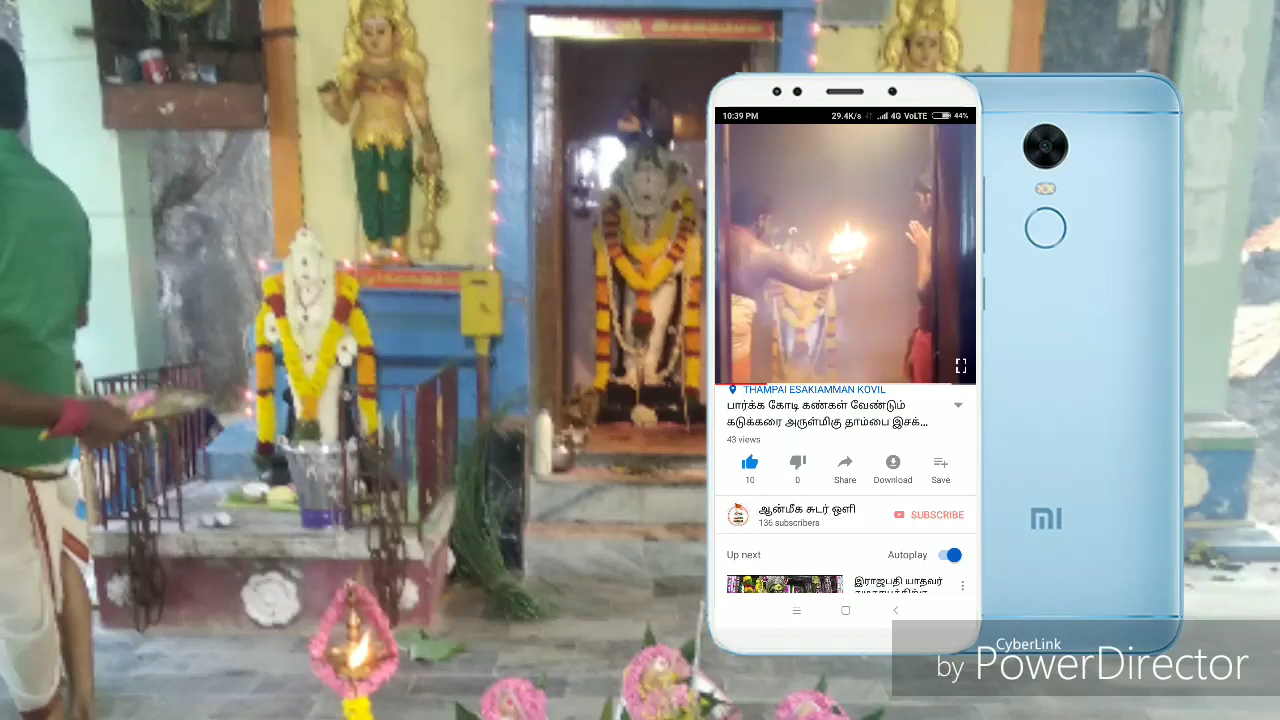 10:39 PM
29.4K/s 4G VoLTE 44%
THAMPAI ESAKIAMMAN KOVIL
பார்க்க கோடி கண்கள் வேண்டும்
கடுக்கரை அருள்மிகு தாம்பை இசக்...
43 views
10
0
Share
Download
Save
ஆன்மீக சுடர் ஒளி
136 subscribers
SUBSCRIBE
Up next
Autoplay
இராஜபதி யாதவர்
MI
CyberLink
by PowerDirector